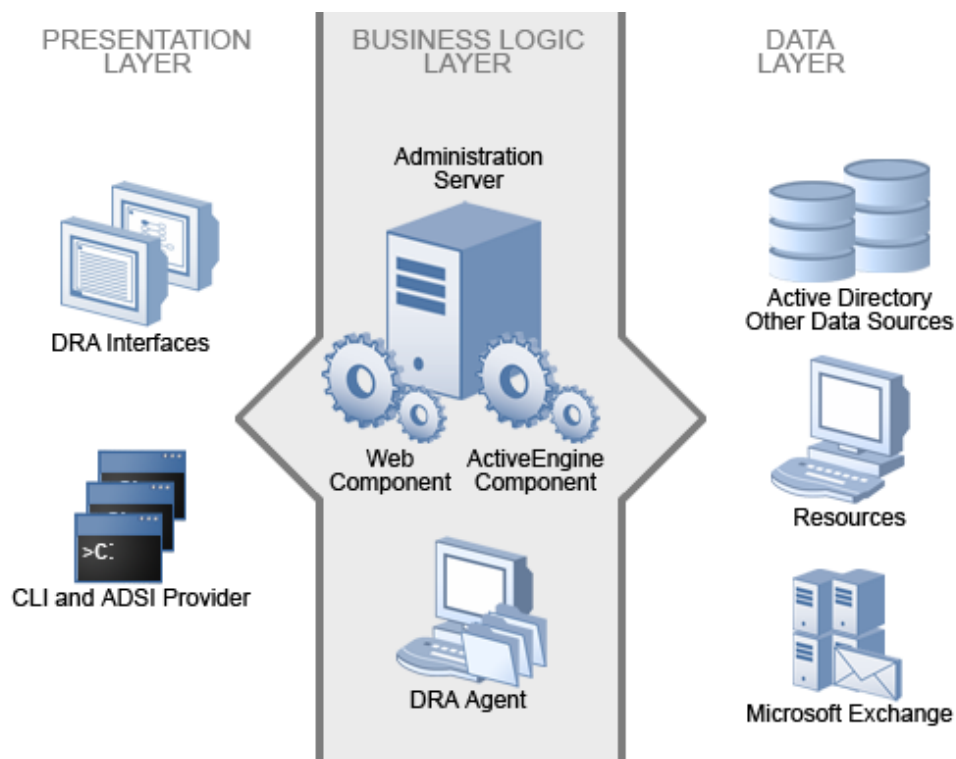 PRESENTATION
LAYER
BUSINESS LOGIC
LAYER
DATA
LAYER
DRA Interfaces
>C:
CLI and ADSI Provider
Administration
Server
Web
Component
ActiveEngine
Component
DRA Agent
Active Directory
Other Data Sources
Resources
Microsoft Exchange